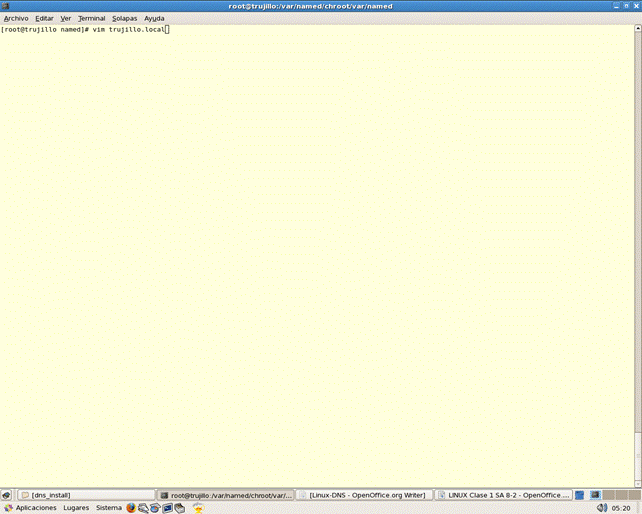 root@trujillo:/var/named/chroot/var/named
Archivo Editar Ver Terminal Solapas Ayuda
[root@trujillo named]# vim trujillo.local
[dns_install]
root@trujillo:/var/named/chroot/var/...
[Linux-DNS - OpenOffice.org Writer]
LINUX Clase 1 SA 8-2 - OpenOffice....
Aplicaciones Lugares Sistema
05:20